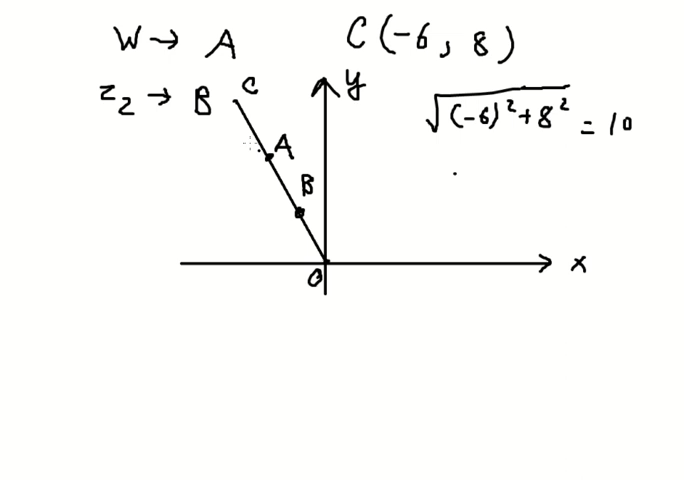 W → A
C (-6, 8)
z₂ → B
√((-6)² + 8²) = 10
C
y
A
B
x
O